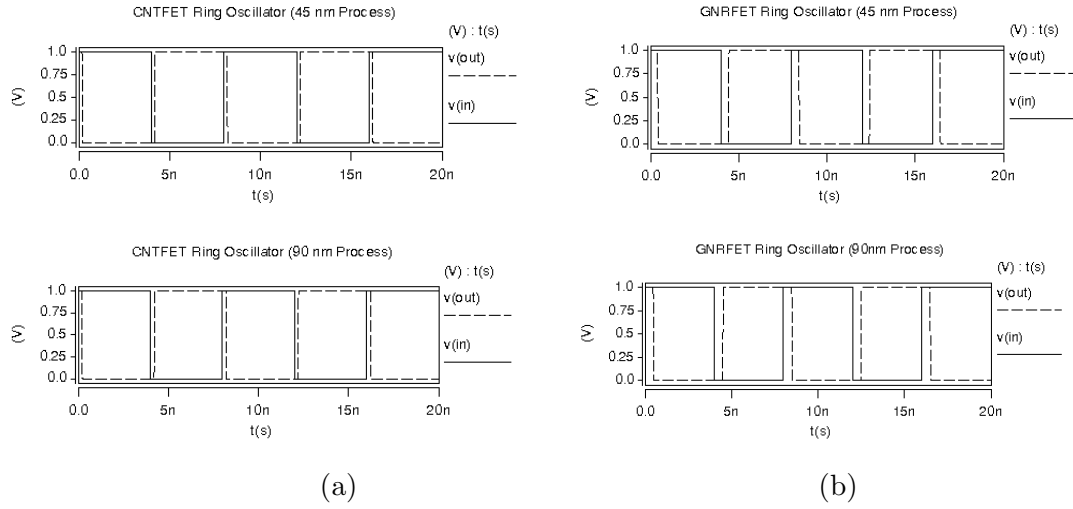 CNTFET Ring Oscillator (45 nm Process)
(V) : t(s)
v(out)
v(in)
(V)
1.0
0.75
0.5
0.25
0.0
0.0 5n 10n 15n 20n
t(s)
GNRFET Ring Oscillator (45 nm Process)
(V) : t(s)
v(out)
v(in)
(V)
1.0
0.75
0.5
0.25
0.0
0.0 5n 10n 15n 20n
t(s)
CNTFET Ring Oscillator (90 nm Process)
(V) : t(s)
v(out)
v(in)
(V)
1.0
0.75
0.5
0.25
0.0
0.0 5n 10n 15n 20n
t(s)
GNRFET Ring Oscillator (90nm Process)
(V) : t(s)
v(out)
v(in)
(V)
1.0
0.75
0.5
0.25
0.0
0.0 5n 10n 15n 20n
t(s)
(a) (b)